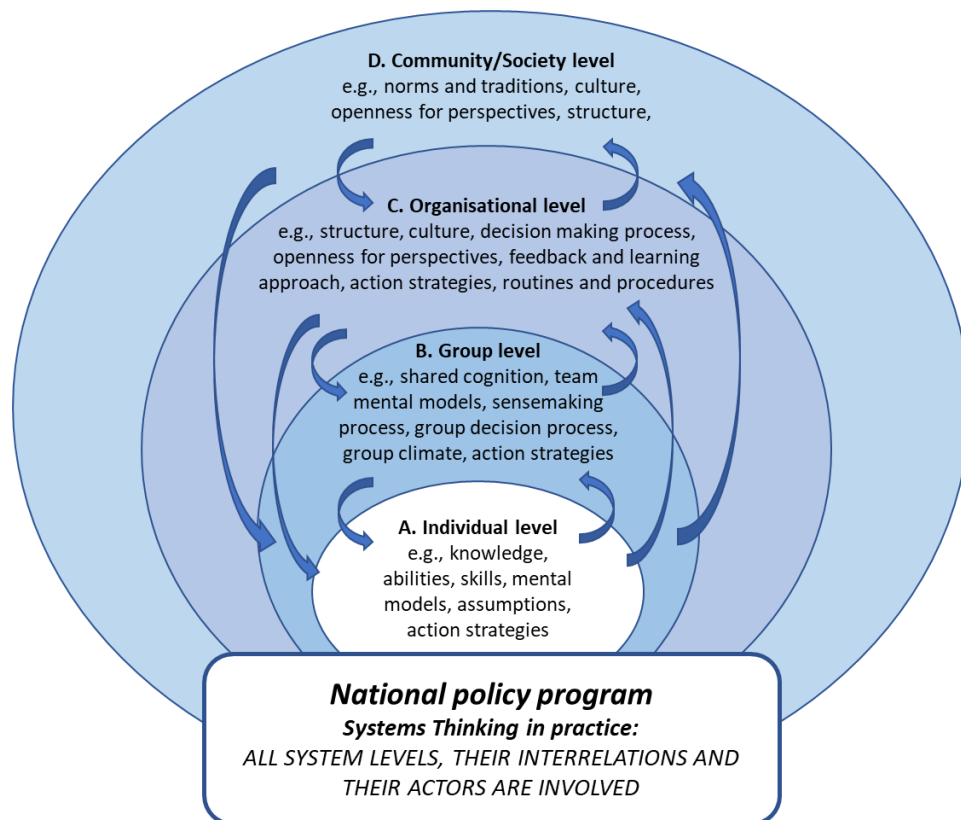 D. Community/Society level
e.g., norms and traditions, culture,
openness for perspectives, structure,
C. Organisational level
e.g., structure, culture, decision making process,
openness for perspectives, feedback and learning
approach, action strategies, routines and procedures
B. Group level
e.g., shared cognition, team
mental models, sensemaking
process, group decision process,
group climate, action strategies
A. Individual level
e.g., knowledge,
abilities, skills, mental
models, assumptions,
action strategies
National policy program
Systems Thinking in practice:
ALL SYSTEM LEVELS, THEIR INTERRELATIONS AND
THEIR ACTORS ARE INVOLVED